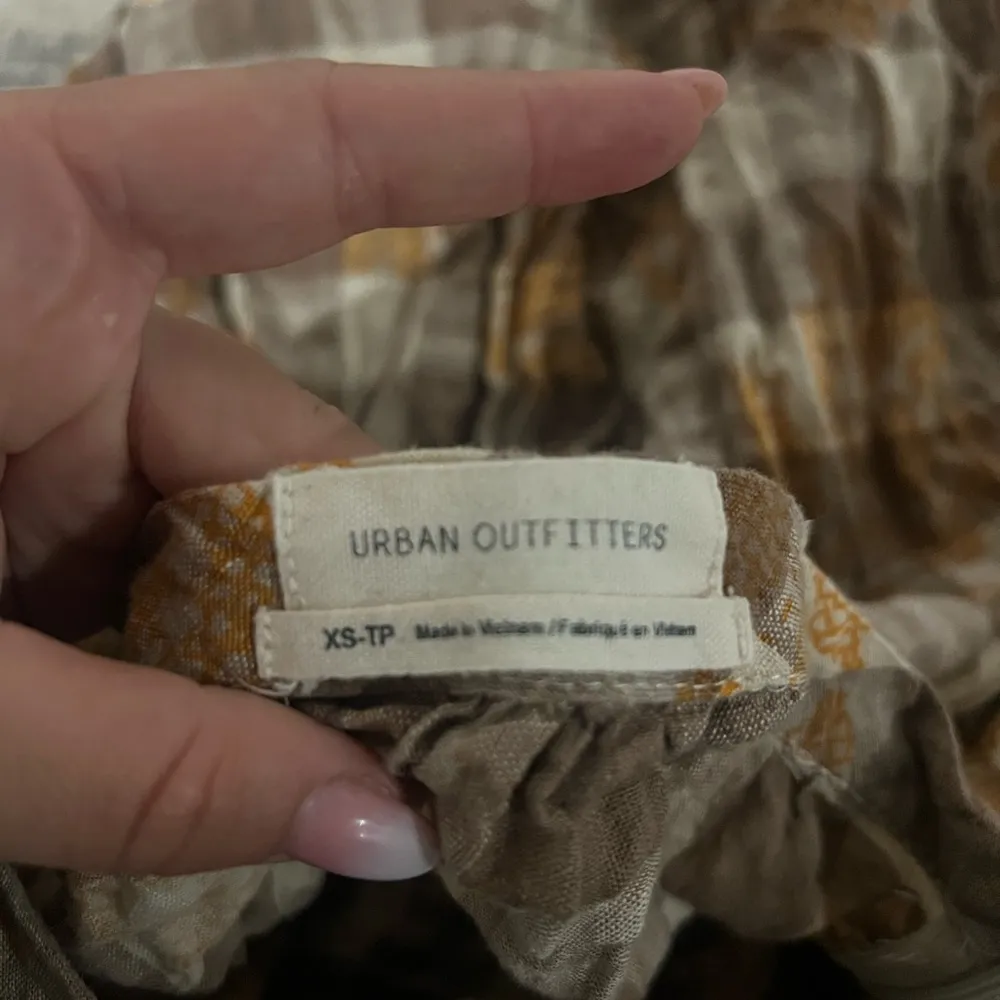 URBAN OUTFITTERS
XS-TP Made in Vietnam / Fabriqué en Vietnam